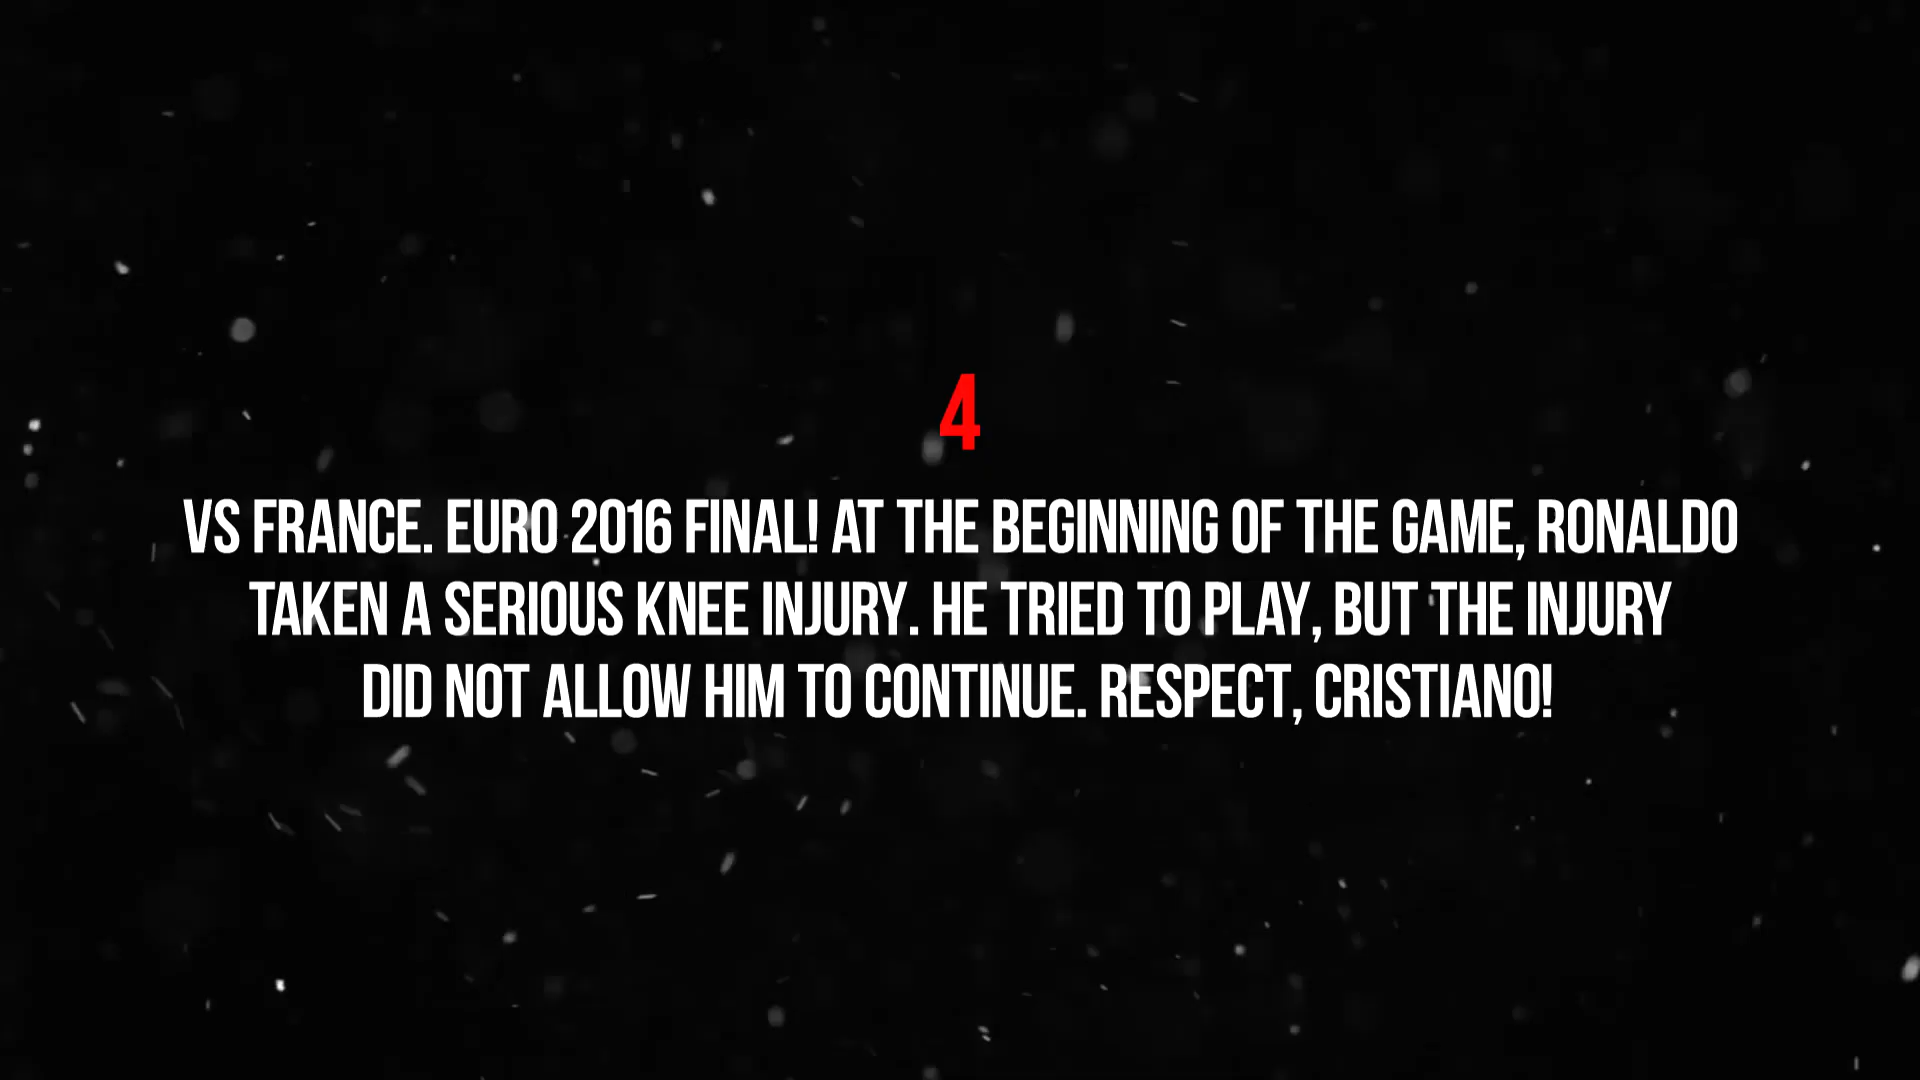 4
VS FRANCE. EURO 2016 FINAL! AT THE BEGINNING OF THE GAME, RONALDO
TAKEN A SERIOUS KNEE INJURY. HE TRIED TO PLAY, BUT THE INJURY
DID NOT ALLOW HIM TO CONTINUE. RESPECT, CRISTIANO!